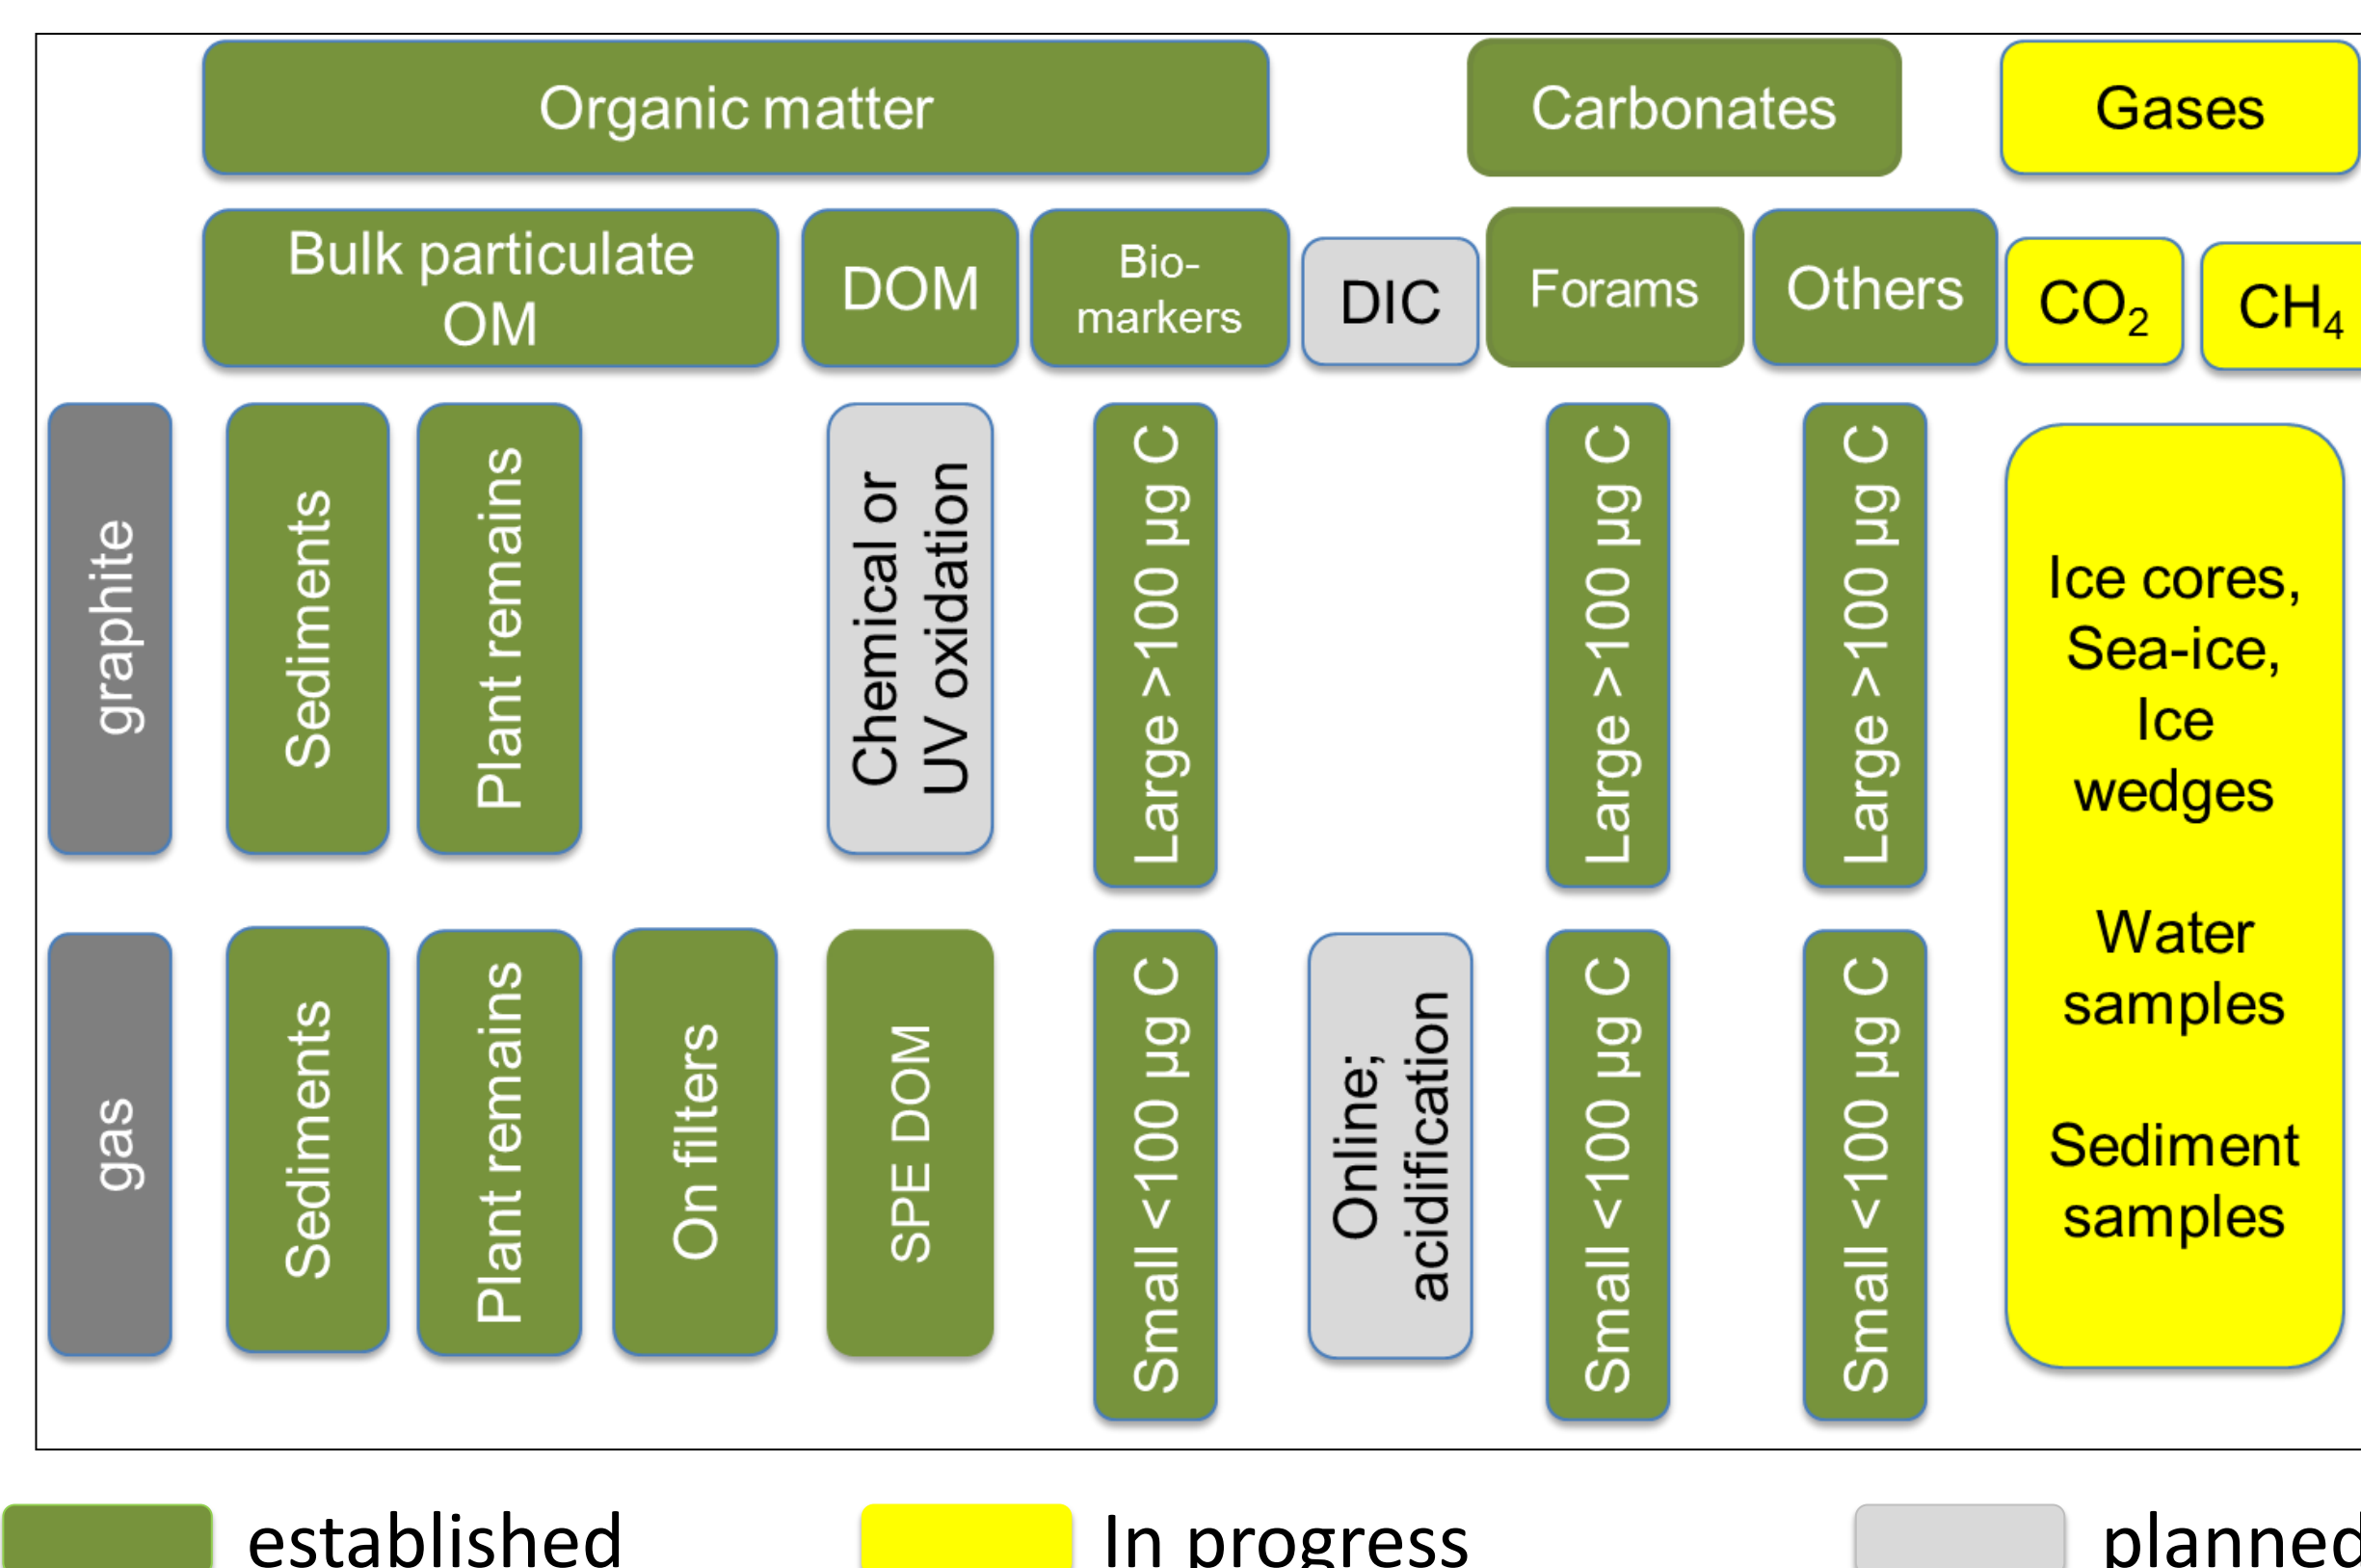 Organic matter
Carbonates
Gases
Bulk particulate
OM
DOM
Bio-
markers
DIC
Forams
Others
CO₂
CH₄
graphite
Sediments
Plant remains
Chemical or
UV oxidation
Large >100 µg C
Large >100 µg C
Large >100 µg C
Ice cores,
Sea-ice,
Ice
wedges
Water
samples
Sediment
samples
gas
Sediments
Plant remains
On filters
SPE DOM
Small <100 µg C
Online;
acidification
Small <100 µg C
Small <100 µg C
established
In progress
planned